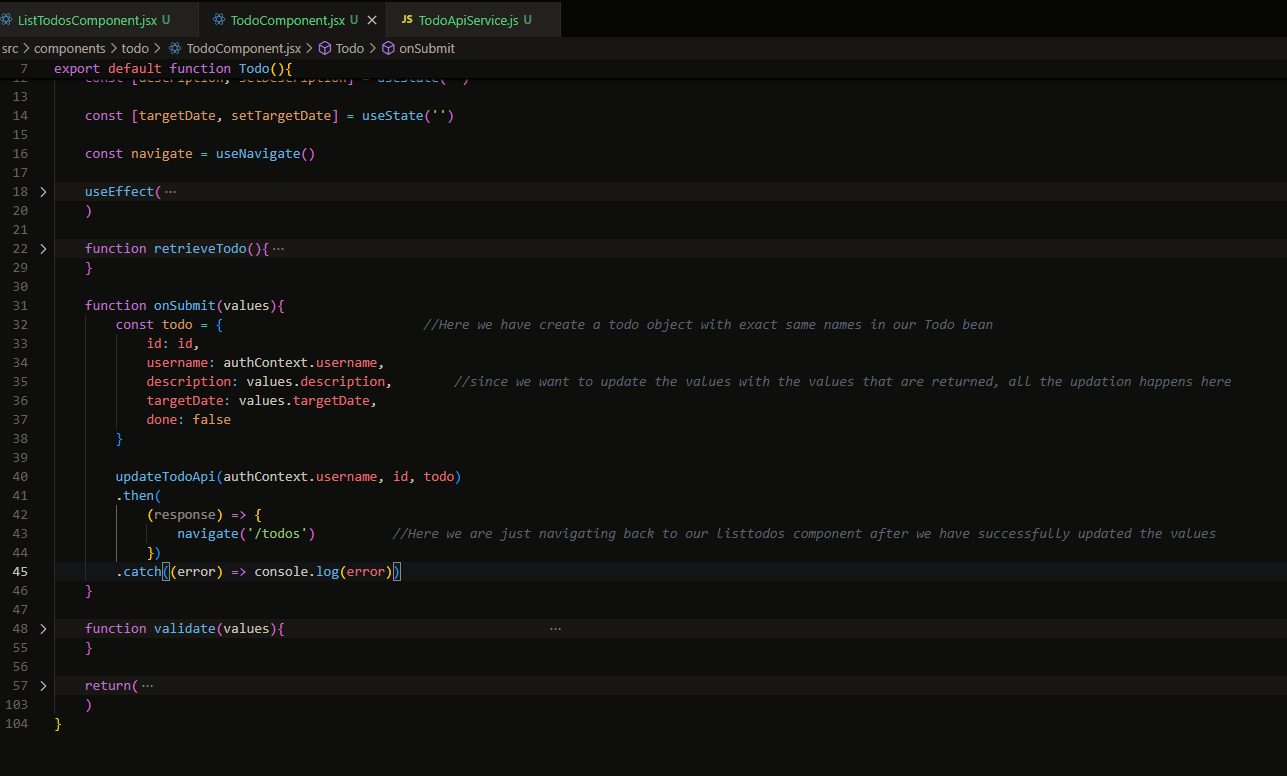 ListTodosComponent.jsx U TodoComponent.jsx U × JS TodoApiService.js U
src > components > todo > TodoComponent.jsx > Todo > onSubmit
7 export default function Todo(){
13
14 const [targetDate, setTargetDate] = useState('')
15
16 const navigate = useNavigate()
17
18 > useEffect( ···
20 )
21
22 > function retrieveTodo(){ ···
29 }
30
31 function onSubmit(values){
32 const todo = { //Here we have create a todo object with exact same names in our Todo bean
33 id: id,
34 username: authContext.username,
35 description: values.description, //since we want to update the values with the values that are returned, all the updation happens here
36 targetDate: values.targetDate,
37 done: false
38 }
39
40 updateTodoApi(authContext.username, id, todo)
41 .then(
42 (response) => {
43 navigate('/todos') //Here we are just navigating back to our listtodos component after we have successfully updated the values
44 })
45 .catch((error) => console.log(error))
46 }
47
48 > function validate(values){ ···
55 }
56
57 > return( ···
103 )
104 }